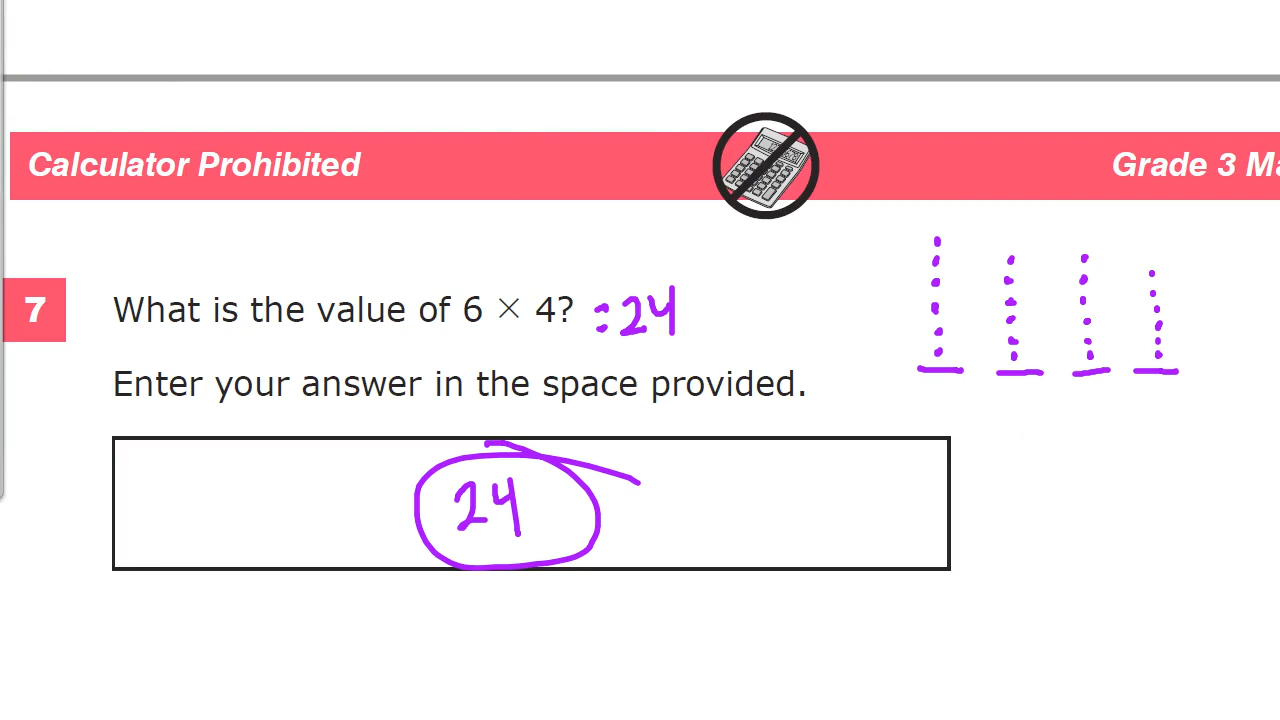 Calculator Prohibited
Grade 3 Ma
7
What is the value of 6 × 4? =24
Enter your answer in the space provided.
24